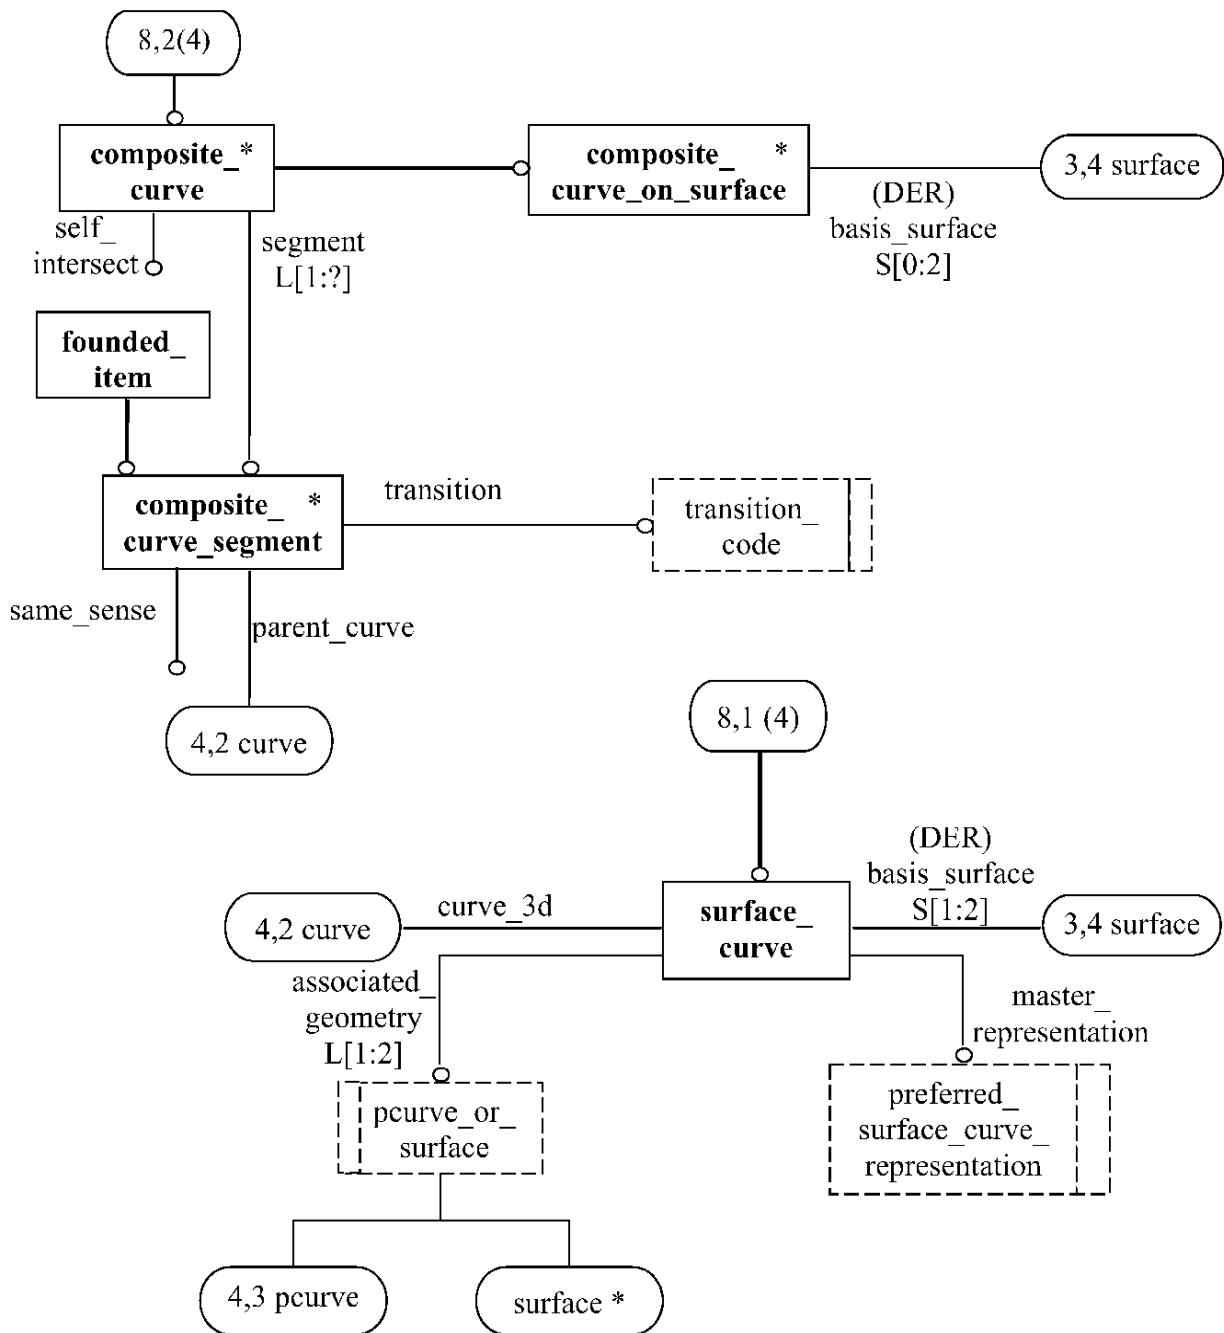 8,2(4)
composite_ *
curve
composite_ *
curve_on_surface
3,4 surface
(DER)
basis_surface
S[0:2]
self_
intersect
segment
L[1:?]
founded_
item
composite_ *
curve_segment
transition
transition_
code
same_sense
parent_curve
4,2 curve
8,1 (4)
(DER)
basis_surface
S[1:2]
4,2 curve
curve_3d
surface_
curve
3,4 surface
associated_
geometry
L[1:2]
master_
representation
pcurve_or_
surface
preferred_
surface_curve_
representation
4,3 pcurve
surface *